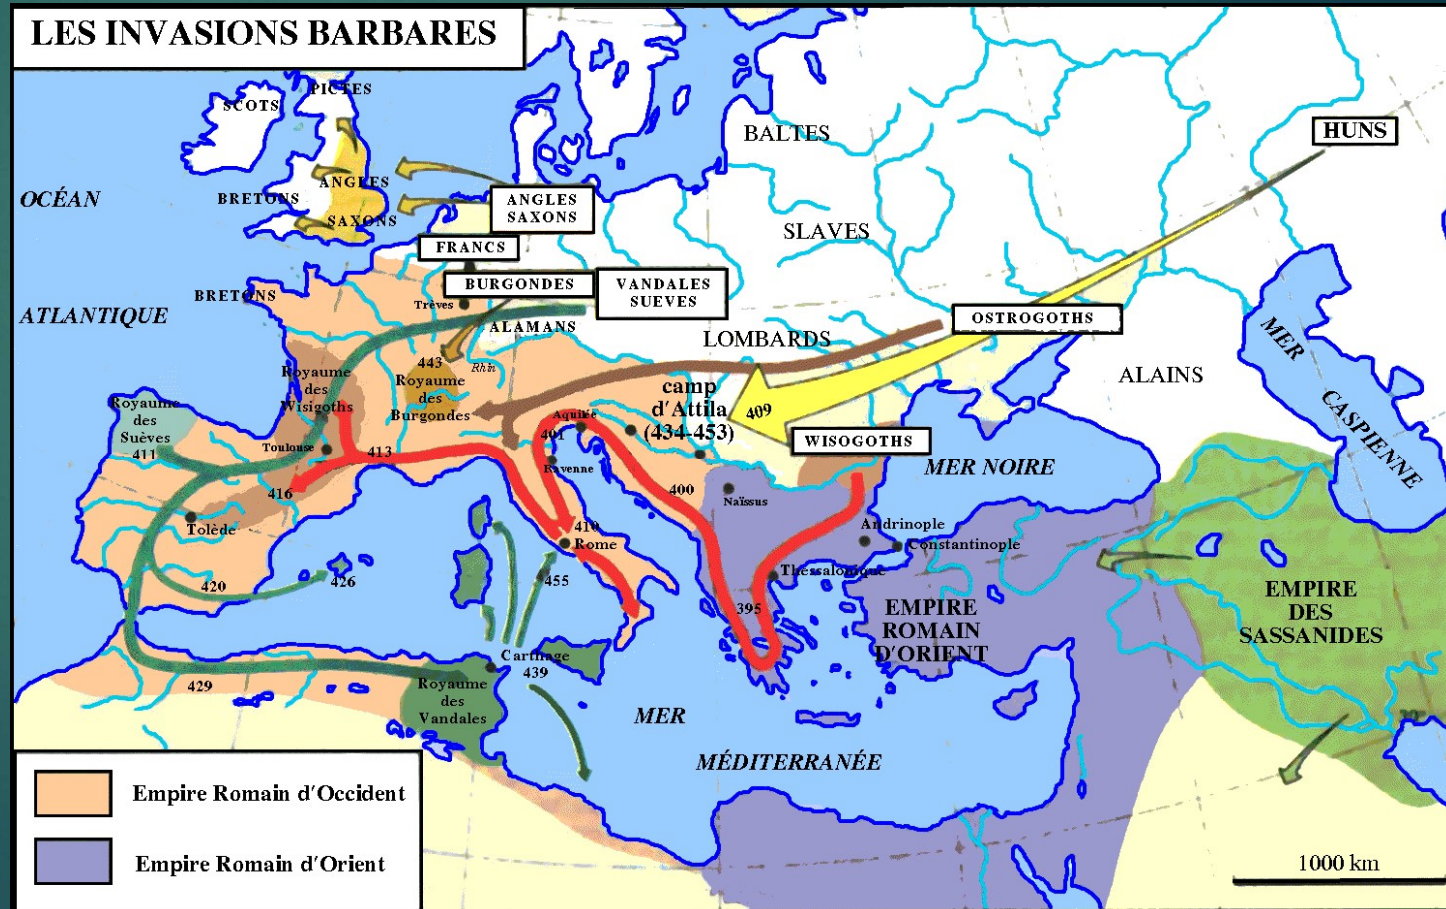 LES INVASIONS BARBARES
PICTES
SCOTS
HUNS
BALTES
OCÉAN
ANGLES
BRETONS
SAXONS
ANGLES
SAXONS
SLAVES
FRANCS
BURGONDES
VANDALES
SUEVES
BRETONS
Trèves
ATLANTIQUE
ALAMANS
OSTROGOTHS
LOMBARDS
MER
CASPIENNE
443
Rhin
Royaume
des
Burgondes
Royaume
des
Wisigoths
ALAINS
camp
d'Attila
(434-453)
409
Royaume
des
Suèves
411
Aquilée
401
WISOGOTHS
Toulouse
413
Ravenne
MER NOIRE
416
400
Naïssus
Tolède
410
Rome
Andrinople
Constantinople
Thessalonique
420
426
455
395
EMPIRE
ROMAIN
D'ORIENT
EMPIRE
DES
SASSANIDES
Carthage
439
429
Royaume
des
Vandales
MER
MÉDITERRANÉE
Empire Romain d'Occident
Empire Romain d'Orient
1000 km